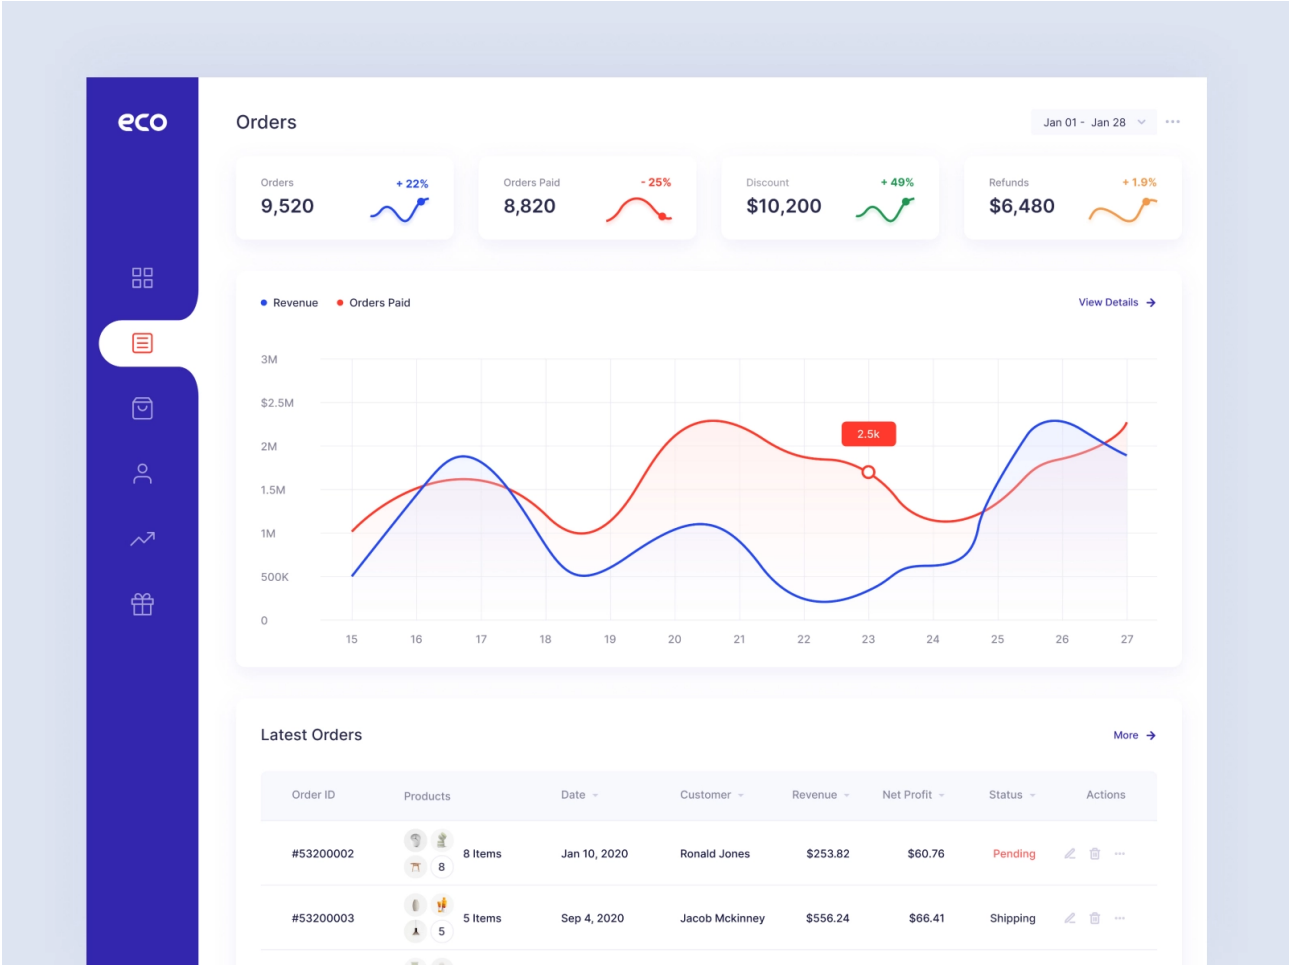 eco
Orders
Jan 01 - Jan 28
Orders
+ 22%
9,520
Orders Paid
- 25%
8,820
Discount
+ 49%
$10,200
Refunds
+ 1.9%
$6,480
Revenue
Orders Paid
View Details
3M
$2.5M
2M
1.5M
1M
500K
0
2.5k
15 16 17 18 19 20 21 22 23 24 25 26 27
Latest Orders
More
Order ID Products Date Customer Revenue Net Profit Status Actions
#53200002 8 8 Items Jan 10, 2020 Ronald Jones $253.82 $60.76 Pending
#53200003 5 5 Items Sep 4, 2020 Jacob Mckinney $556.24 $66.41 Shipping